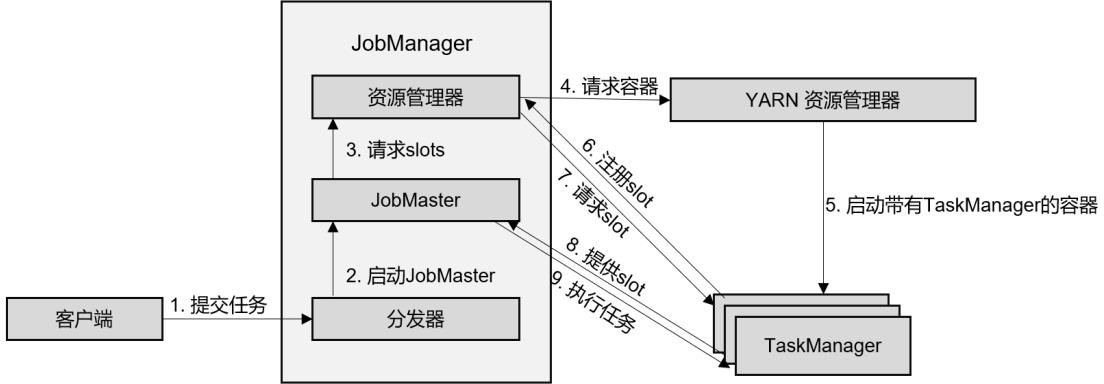 JobManager
资源管理器
4. 请求容器
YARN 资源管理器
3. 请求slots
6. 注册slot
7. 请求slot
JobMaster
5. 启动带有TaskManager的容器
2. 启动JobMaster
8. 提供slot
9. 执行任务
1. 提交任务
客户端
分发器
TaskManager